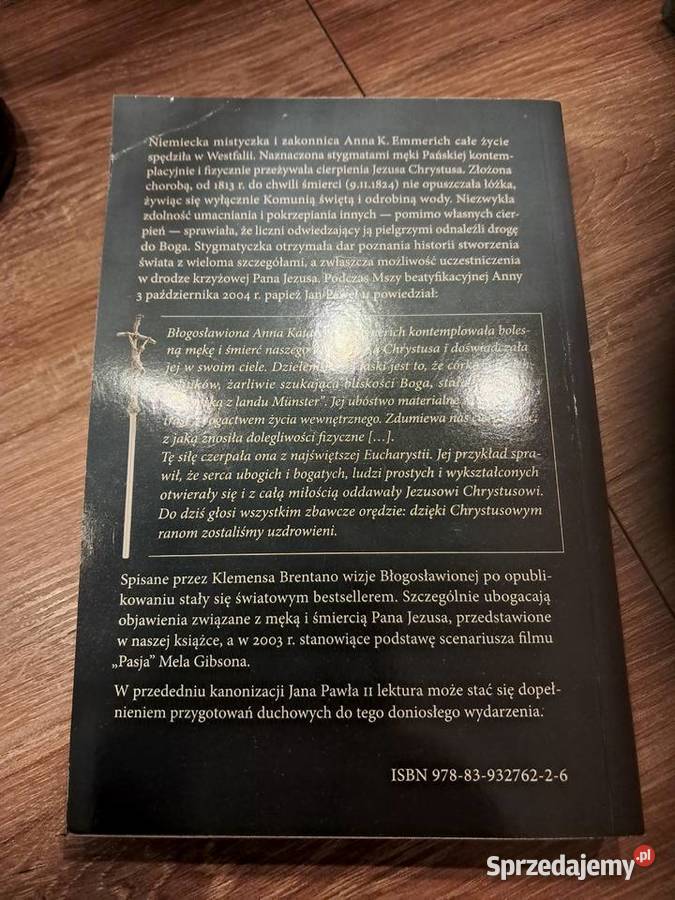 Niemiecka mistyczka i zakonnica Anna K. Emmerich całe życie
spędziła w Westfalii. Naznaczona stygmatami męki Pańskiej kontem-
placyjnie i fizycznie przeżywała cierpienia Jezusa Chrystusa. Złożona
chorobą, od 1813 r. do chwili śmierci (9.II.1824) nie opuszczała łóżka,
żywiąc się wyłącznie Komunią świętą i odrobiną wody. Niezwykła
zdolność umacniania i pokrzepiania innych — pomimo własnych cier-
pień — sprawiała, że liczni odwiedzający ją pielgrzymi odnaleźli drogę
do Boga. Stygmatyczka otrzymała dar poznania historii stworzenia
świata z wieloma szczegółami, a zwłaszcza możliwość uczestniczenia
w drodze krzyżowej Pana Jezusa. Podczas Mszy beatyfikacyjnej Anny
3 października 2004 r. papież Jan Paweł II powiedział:
Błogosławiona Anna kontemplowała boles-
ną mękę i śmierć naszego Chrystusa i doświadczała
jej w swoim ciele. Dziełem łaski jest to, że córka
żarliwie szukająca bliskości Boga,
z landu Münster”. Jej ubóstwo materialne
bogactwem życia wewnętrznego. Zdumiewa nas
z jaką znosiła dolegliwości fizyczne [...].
Tę siłę czerpała ona z najświętszej Eucharystii. Jej przykład spra-
wił, że serca ubogich i bogatych, ludzi prostych i wykształconych
otwierały się i z całą miłością oddawały Jezusowi Chrystusowi.
Do dziś głosi wszystkim zbawcze orędzie: dzięki Chrystusowym
ranom zostaliśmy uzdrowieni.
Spisane przez Klemensa Brentano wizje Błogosławionej po opubli-
kowaniu stały się światowym bestsellerem. Szczególnie ubogacają
objawienia związane z męką i śmiercią Pana Jezusa, przedstawione
w naszej książce, a w 2003 r. stanowiące podstawę scenariusza filmu
„Pasja” Mela Gibsona.
W przededniu kanonizacji Jana Pawła II lektura może stać się dopeł-
nieniem przygotowań duchowych do tego doniosłego wydarzenia.
ISBN 978-83-932762-2-6
Sprzedajemy.pl